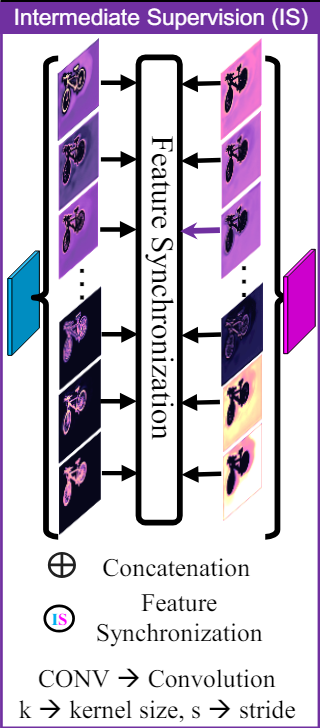 Intermediate Supervision (IS)
Feature Synchronization
Concatenation
IS
Feature
Synchronization
CONV → Convolution
k → kernel size, s → stride